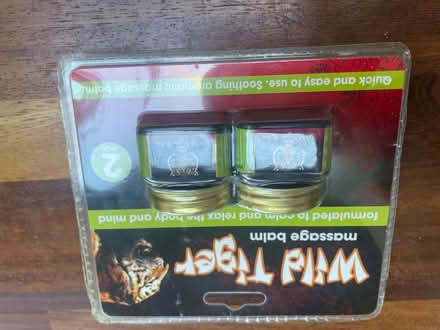 Wild Tiger
massage balm
formulated to calm and relax the body and mind
2
Quick and easy to use. Soothing and
massage balm